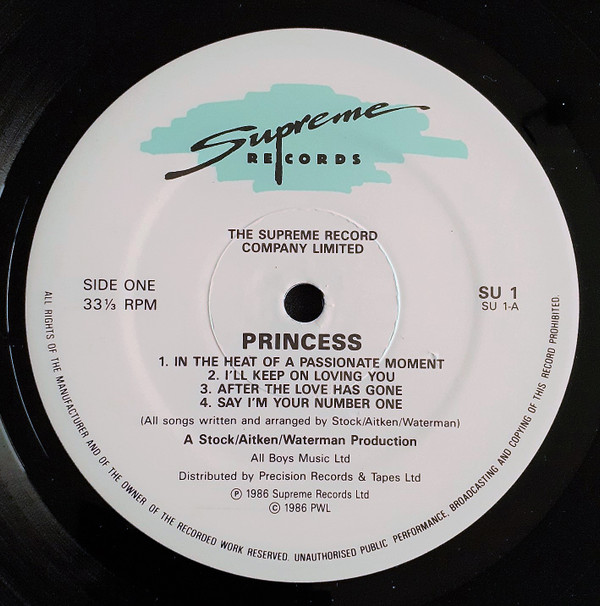 Supreme
RECORDS
THE SUPREME RECORD
COMPANY LIMITED
SIDE ONE
33⅓ RPM
SU 1
SU 1-A
PRINCESS
1. IN THE HEAT OF A PASSIONATE MOMENT
2. I'LL KEEP ON LOVING YOU
3. AFTER THE LOVE HAS GONE
4. SAY I'M YOUR NUMBER ONE
(All songs written and arranged by Stock/Aitken/Waterman)
A Stock/Aitken/Waterman Production
All Boys Music Ltd
Distributed by Precision Records & Tapes Ltd
Ⓟ 1986 Supreme Records Ltd
© 1986 PWL
ALL RIGHTS OF THE MANUFACTURER AND OF THE OWNER OF THE RECORDED WORK RESERVED. UNAUTHORISED PUBLIC PERFORMANCE, BROADCASTING AND COPYING OF THIS RECORD PROHIBITED.